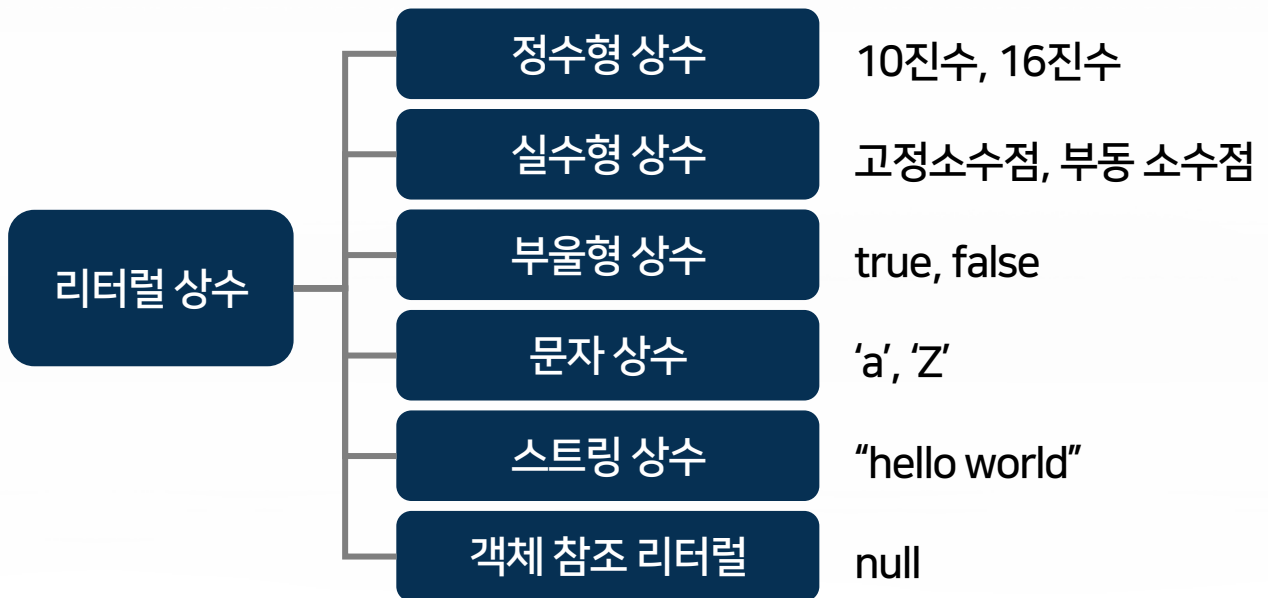 정수형 상수 10진수, 16진수
실수형 상수 고정소수점, 부동 소수점
부울형 상수 true, false
리터럴 상수
문자 상수 ‘a’, ‘Z’
스트링 상수 “hello world”
객체 참조 리터럴 null